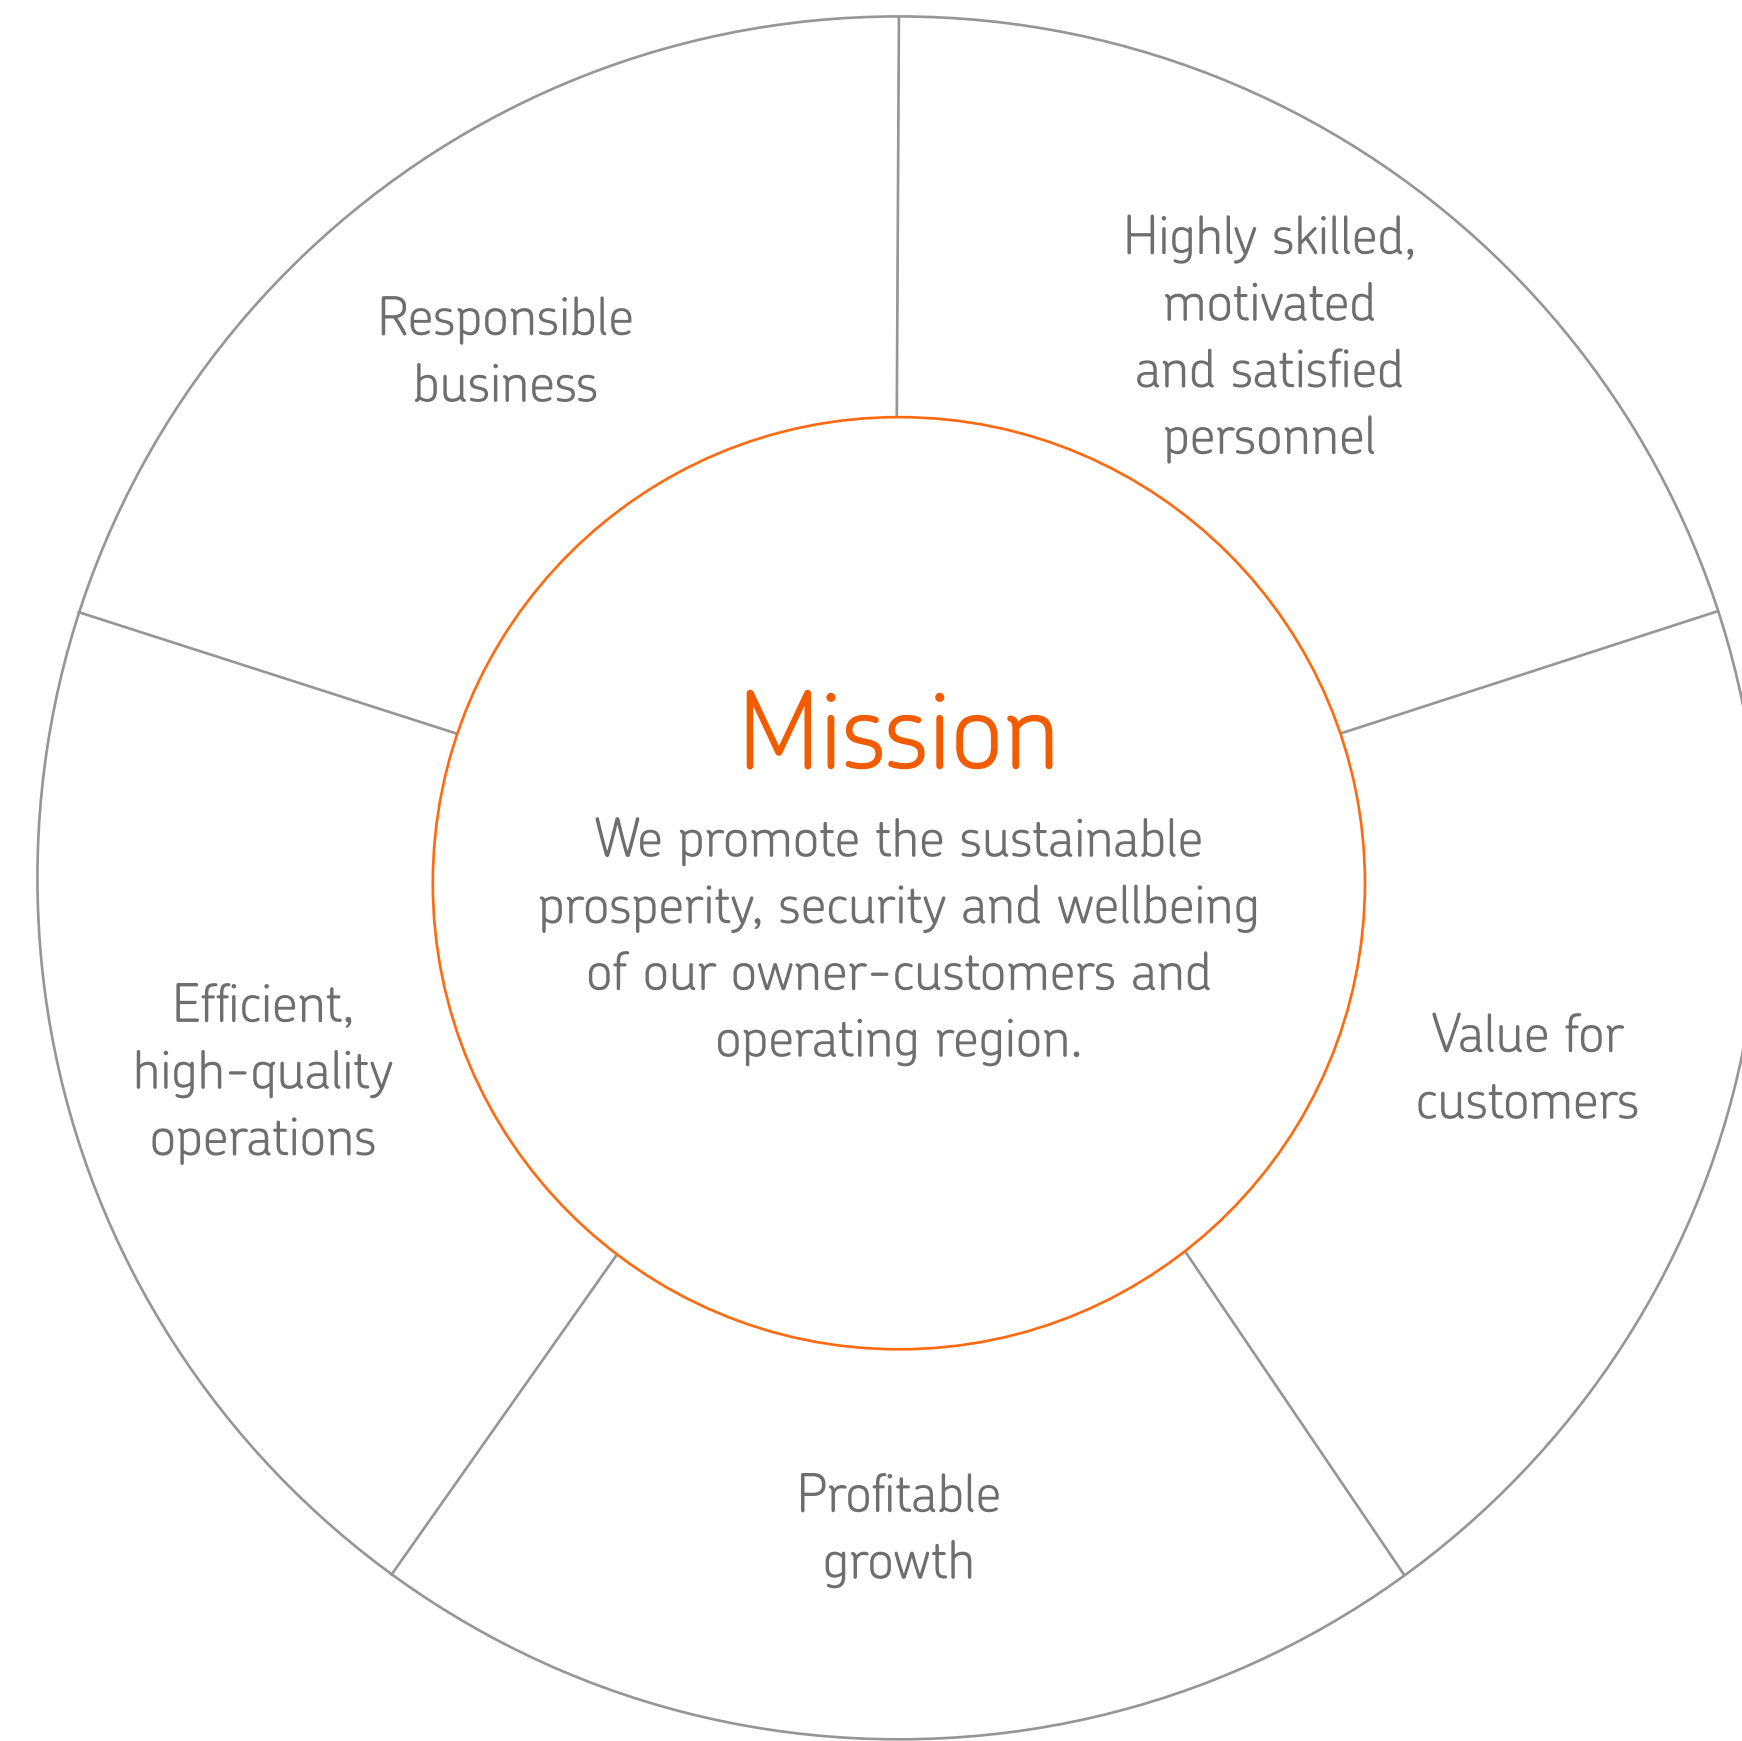 Responsible
business
Highly skilled,
motivated
and satisfied
personnel
Mission
We promote the sustainable
prosperity, security and wellbeing
of our owner-customers and
operating region.
Efficient,
high-quality
operations
Value for
customers
Profitable
growth